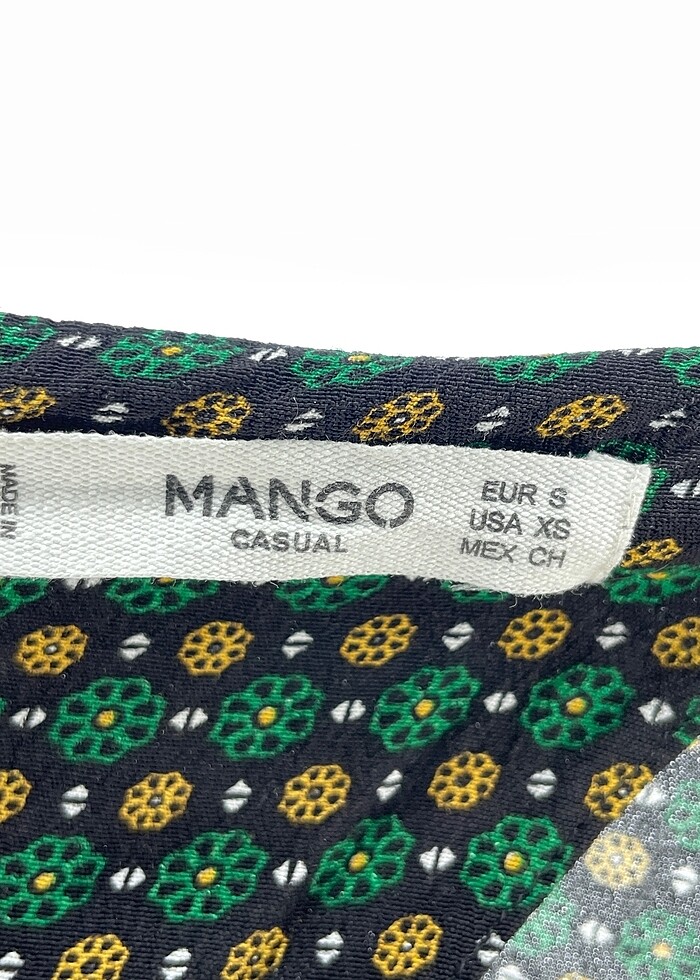 MADE IN
MANGO
CASUAL
EUR S
USA XS
MEX CH